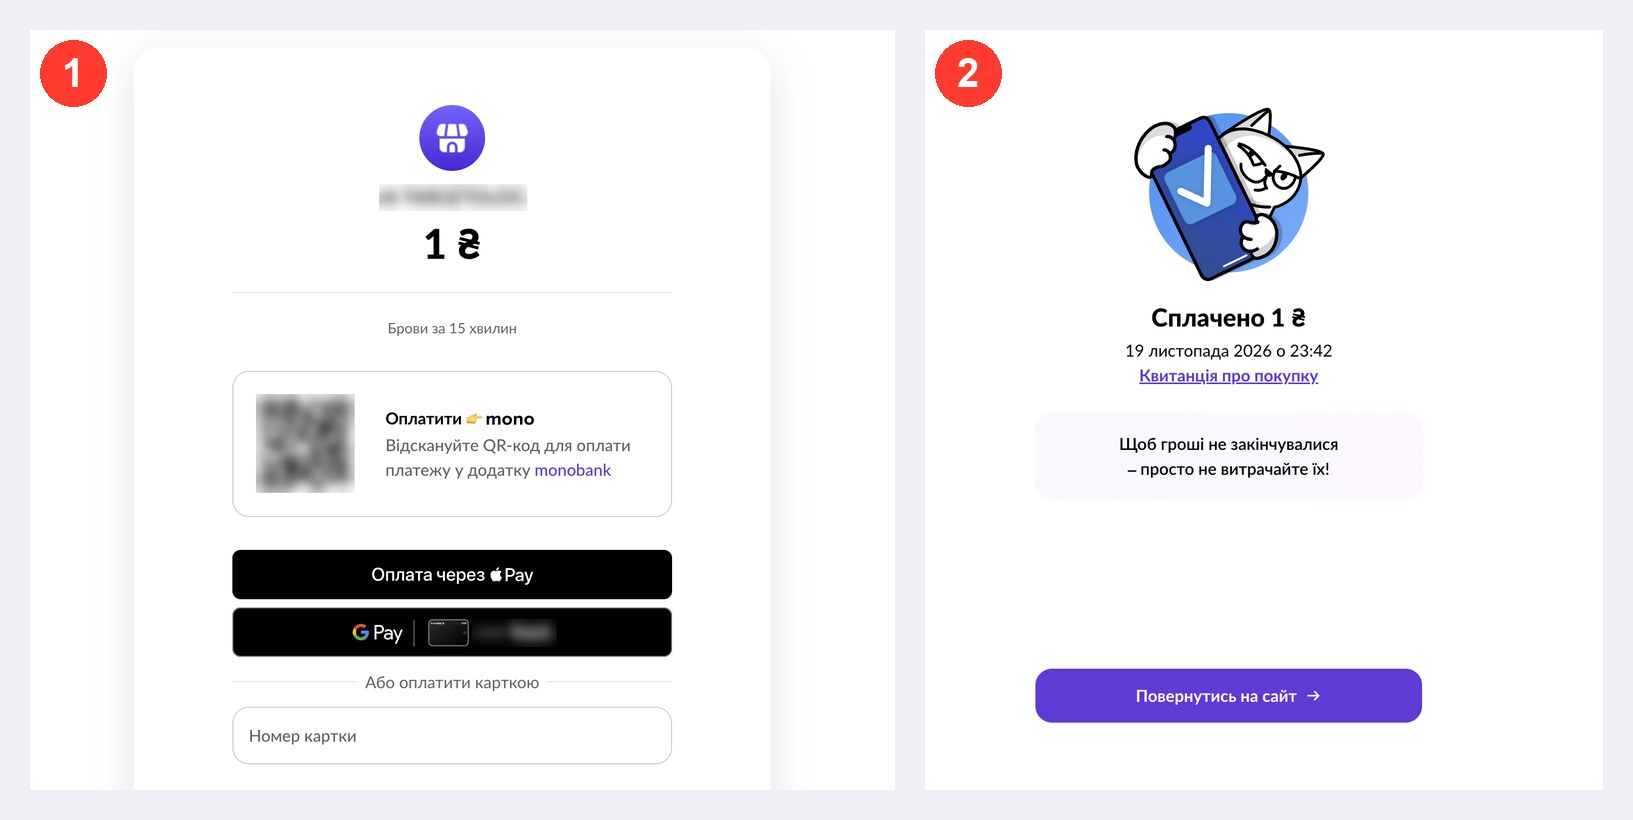 1
1 ₴
Брови за 15 хвилин
Оплатити 👉 mono
Відскануйте QR-код для оплати
платежу у додатку monobank
Оплата через Pay
G Pay
Або оплатити карткою
Номер картки
2
Сплачено 1 ₴
19 листопада 2026 о 23:42
Квитанція про покупку
Щоб гроші не закінчувалися
– просто не витрачайте їх!
Повернутись на сайт →